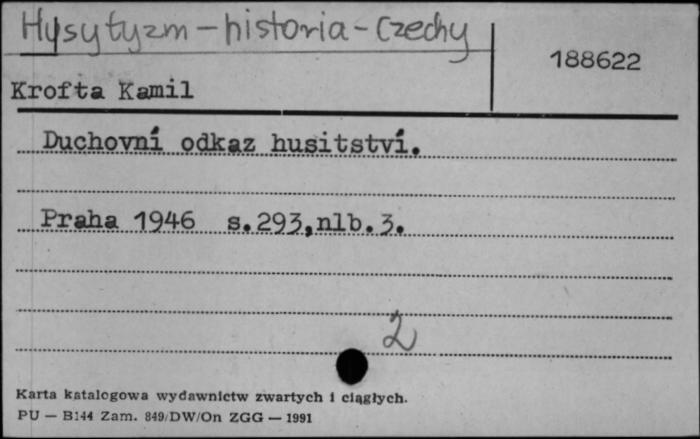 Hysytyzm - historia - Czechy
188622
Krofta Kamil
Duchovní odkaz husitství.
Praha 1946 s.293,nlb.3.
2
Karta katalogowa wydawnictw zwartych i ciągłych.
PU — B144 Zam. 849/DW/On ZGG — 1991